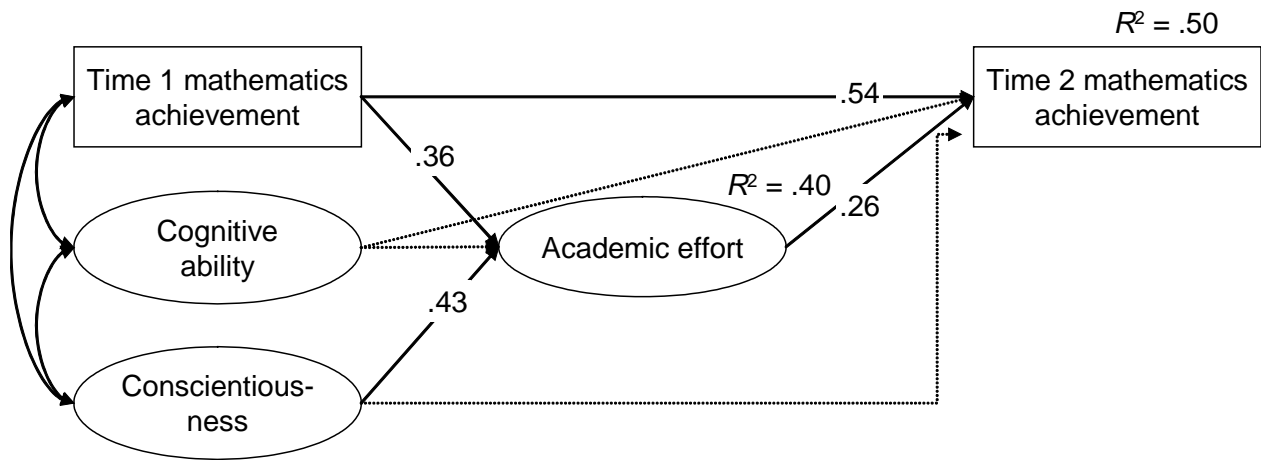 R² = .50
Time 1 mathematics
achievement
Time 2 mathematics
achievement
.54
.36
R² = .40
.26
Cognitive
ability
Academic effort
.43
Conscientious-
ness